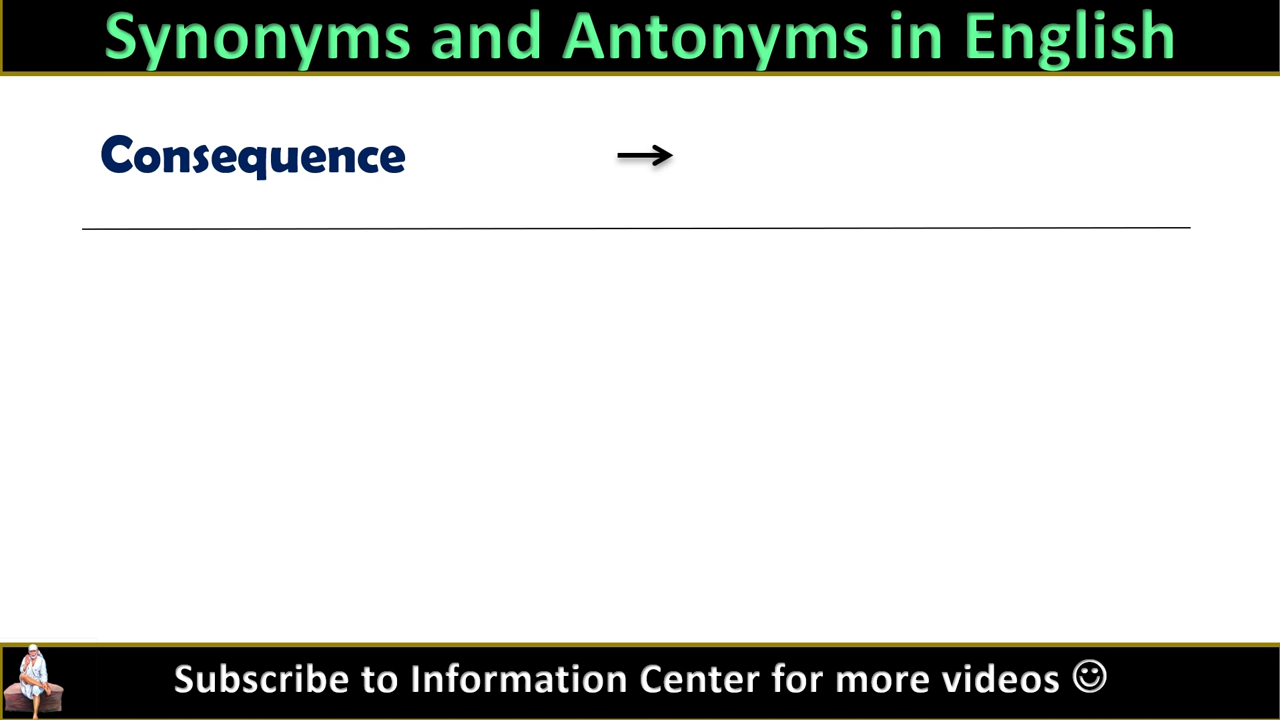 Synonyms and Antonyms in English
Consequence →
Subscribe to Information Center for more videos ☺